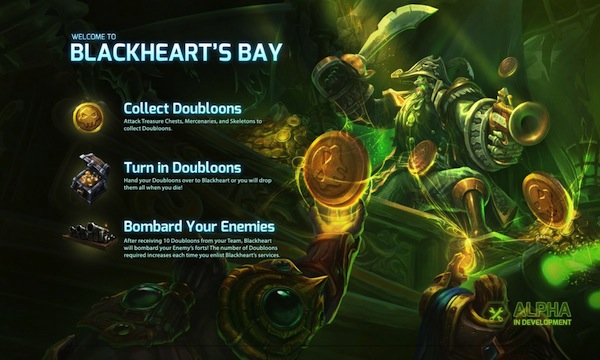 WELCOME TO
BLACKHEART'S BAY
Collect Doubloons
Attack Treasure Chests, Mercenaries, and Skeletons to
collect Doubloons.
Turn in Doubloons
Hand your Doubloons over to Blackheart or you will drop
them all when you die!
Bombard Your Enemies
After receiving 10 Doubloons from your Team, Blackheart
will bombard your Enemy's forts! The number of Doubloons
required increases each time you enlist Blackheart's services.
ALPHA
IN DEVELOPMENT